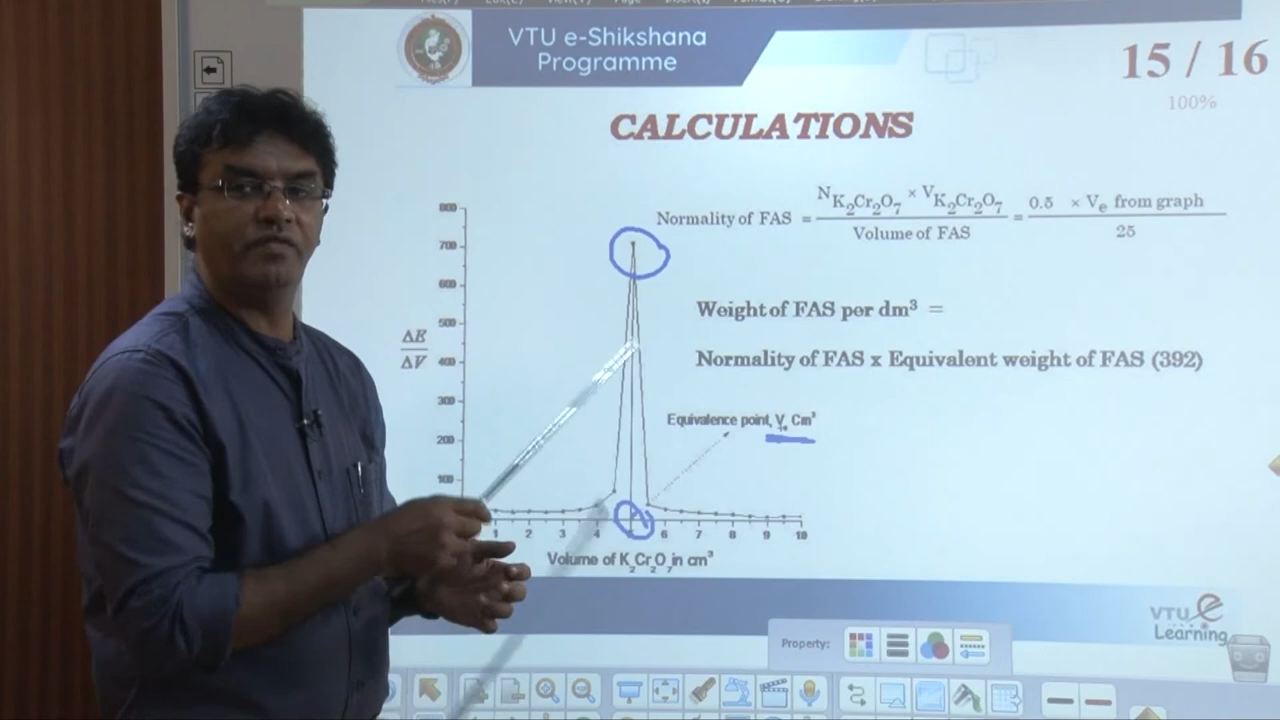 VTU e-Shikshana
Programme
15 / 16
100%
CALCULATIONS
Normality of FAS = N K₂Cr₂O₇ × V K₂Cr₂O₇ / Volume of FAS = 0.5 × Vₑ from graph / 25
Weight of FAS per dm³ =
Normality of FAS x Equivalent weight of FAS (392)
800
700
600
500
400
300
200
100
ΔE
ΔV
Equivalence point, Vₑ Cm³
1 2 3 4 6 7 8 9 10
Volume of K₂Cr₂O₇ in cm³
VTU e
Learning
Property: